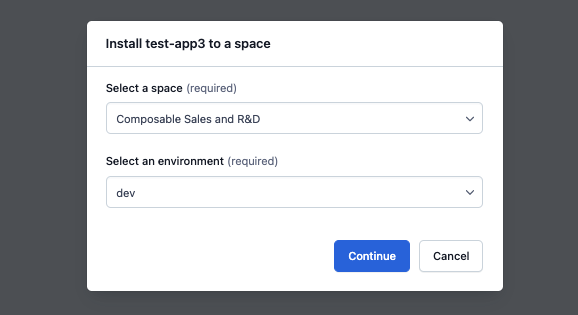 Install test-app3 to a space
Select a space (required)
Composable Sales and R&D
Select an environment (required)
dev
Continue
Cancel